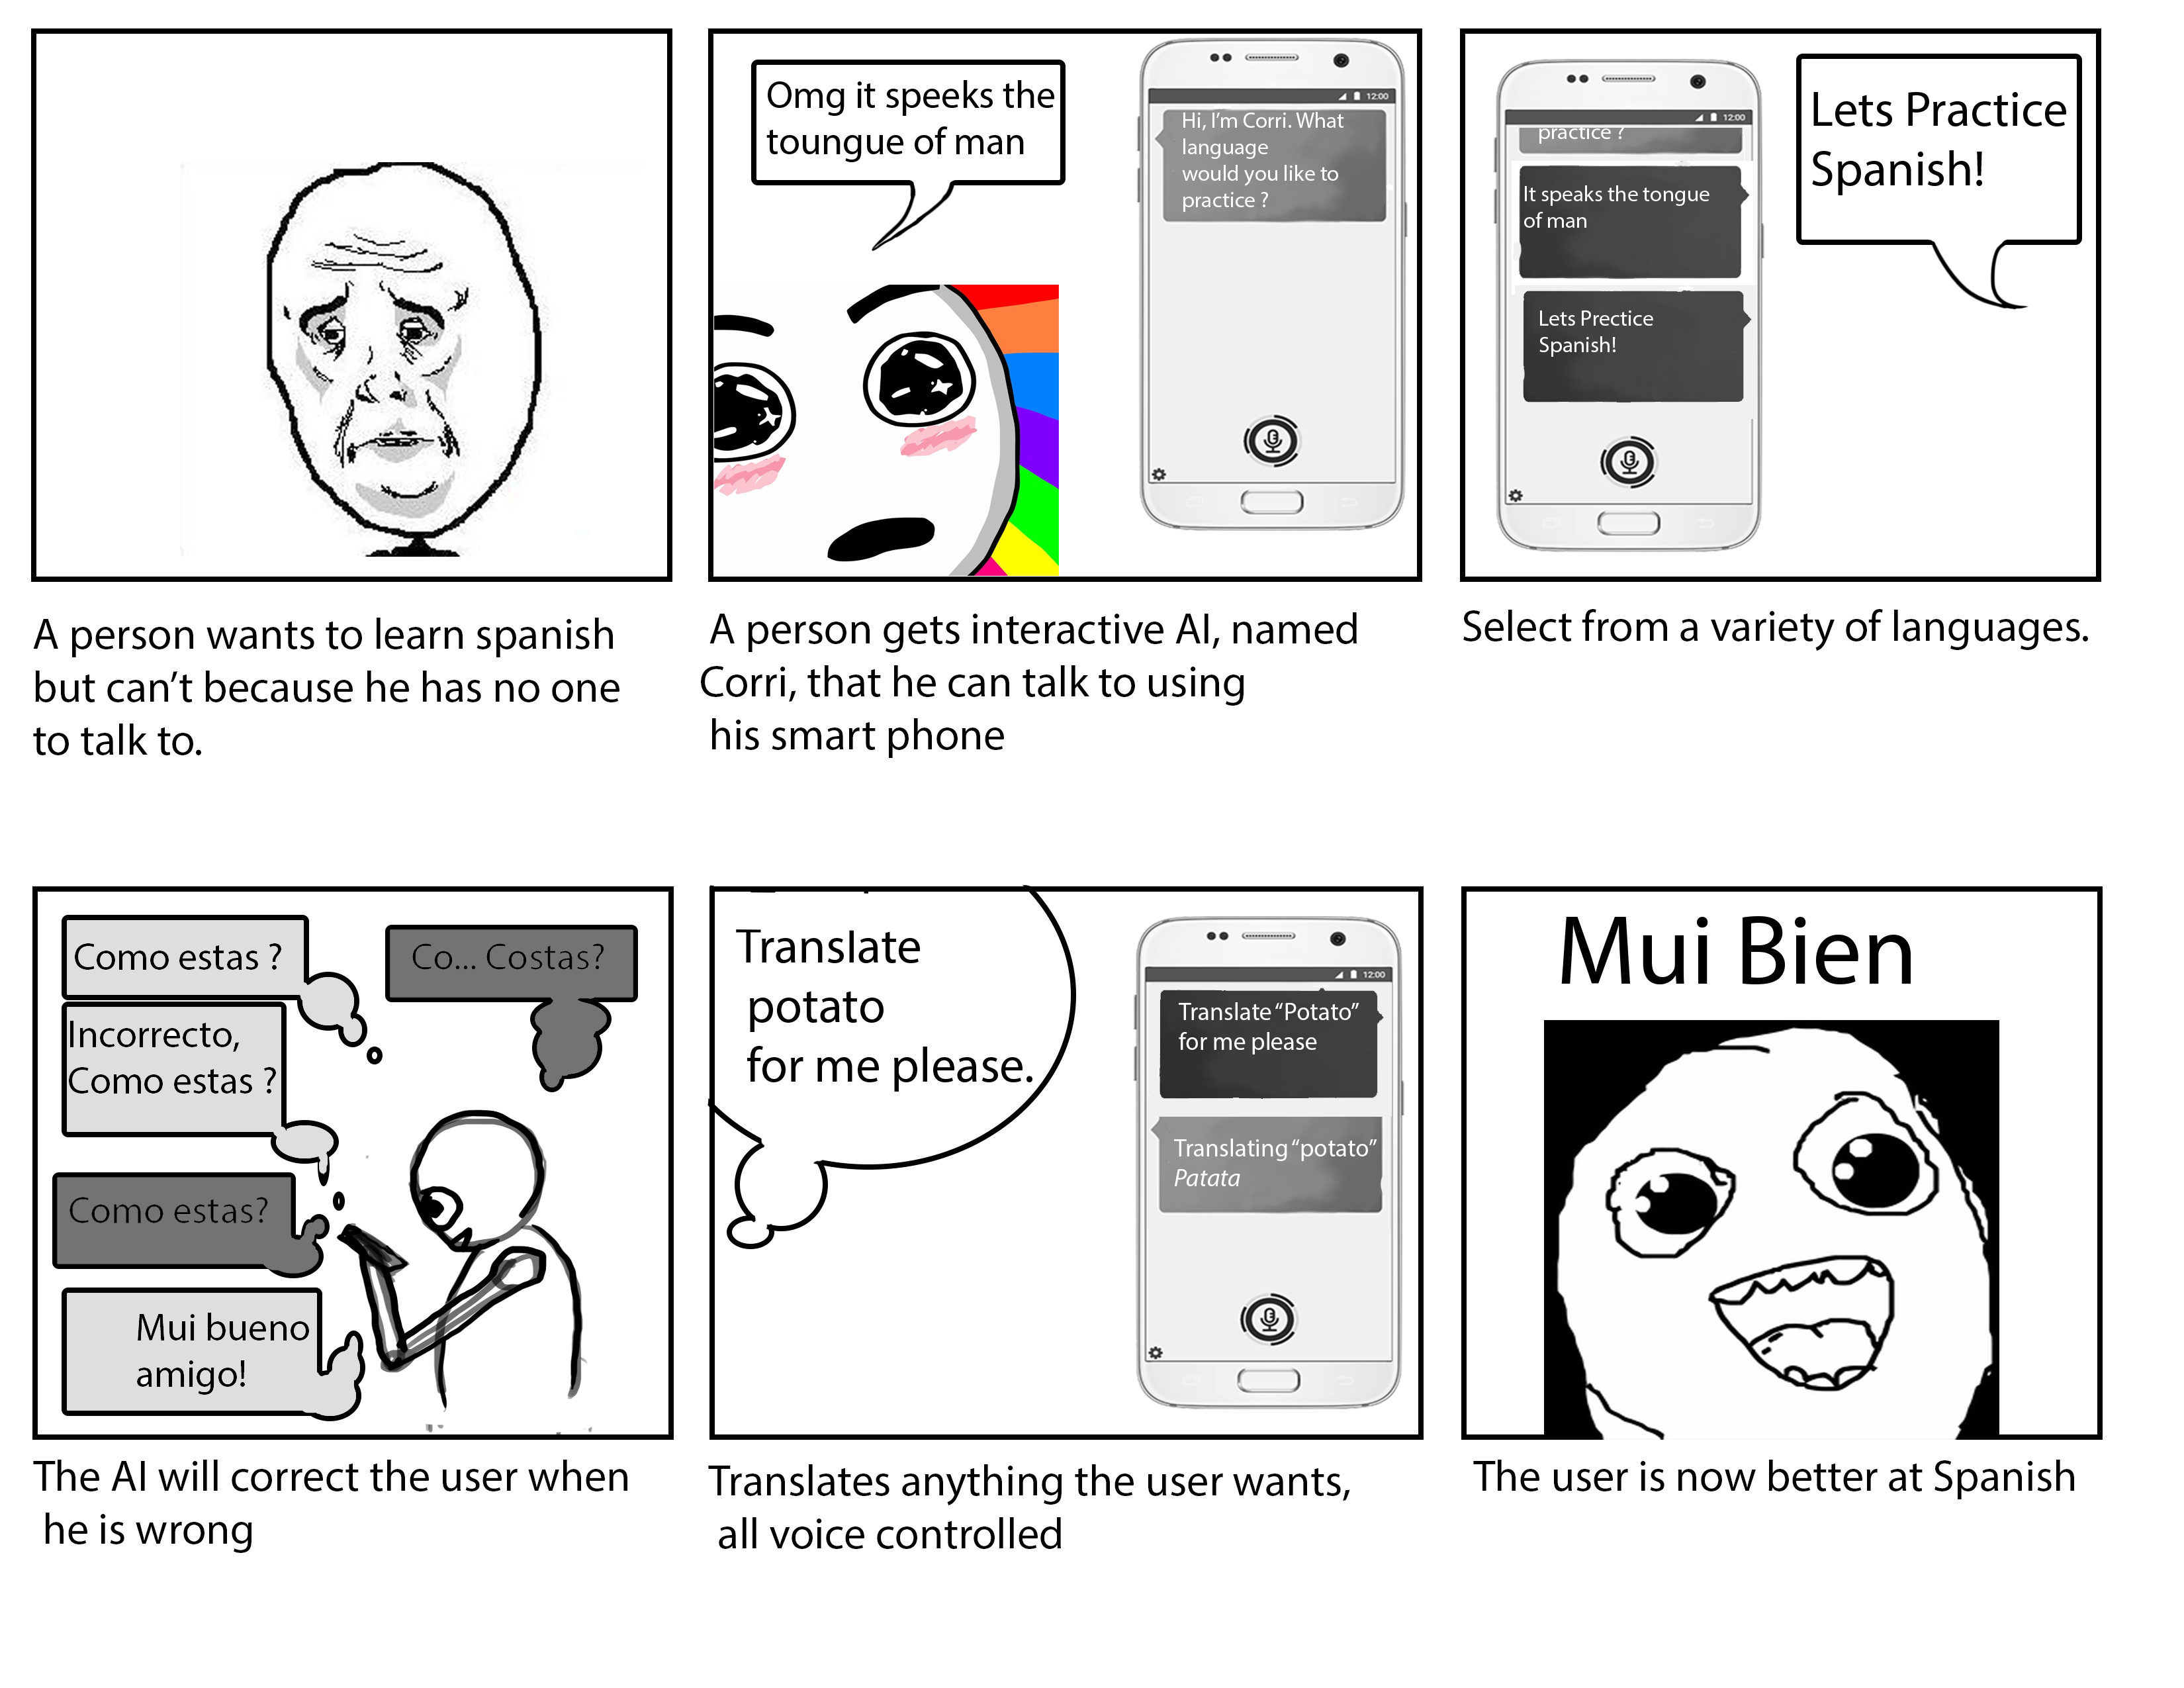 Omg it speeks the
toungue of man
12:00
Hi, I'm Corri. What
language
would you like to
practice ?
12:00
practice ?
It speaks the tongue
of man
Lets Prectice
Spanish!
Lets Practice
Spanish!
A person wants to learn spanish
but can't because he has no one
to talk to.
A person gets interactive AI, named
Corri, that he can talk to using
his smart phone
Select from a variety of languages.
Como estas ?
Co... Costas?
Incorrecto,
Como estas ?
Como estas?
Mui bueno
amigo!
Translate
potato
for me please.
12:00
Translate “Potato”
for me please
Translating “potato”
Patata
Mui Bien
The AI will correct the user when
he is wrong
Translates anything the user wants,
all voice controlled
The user is now better at Spanish